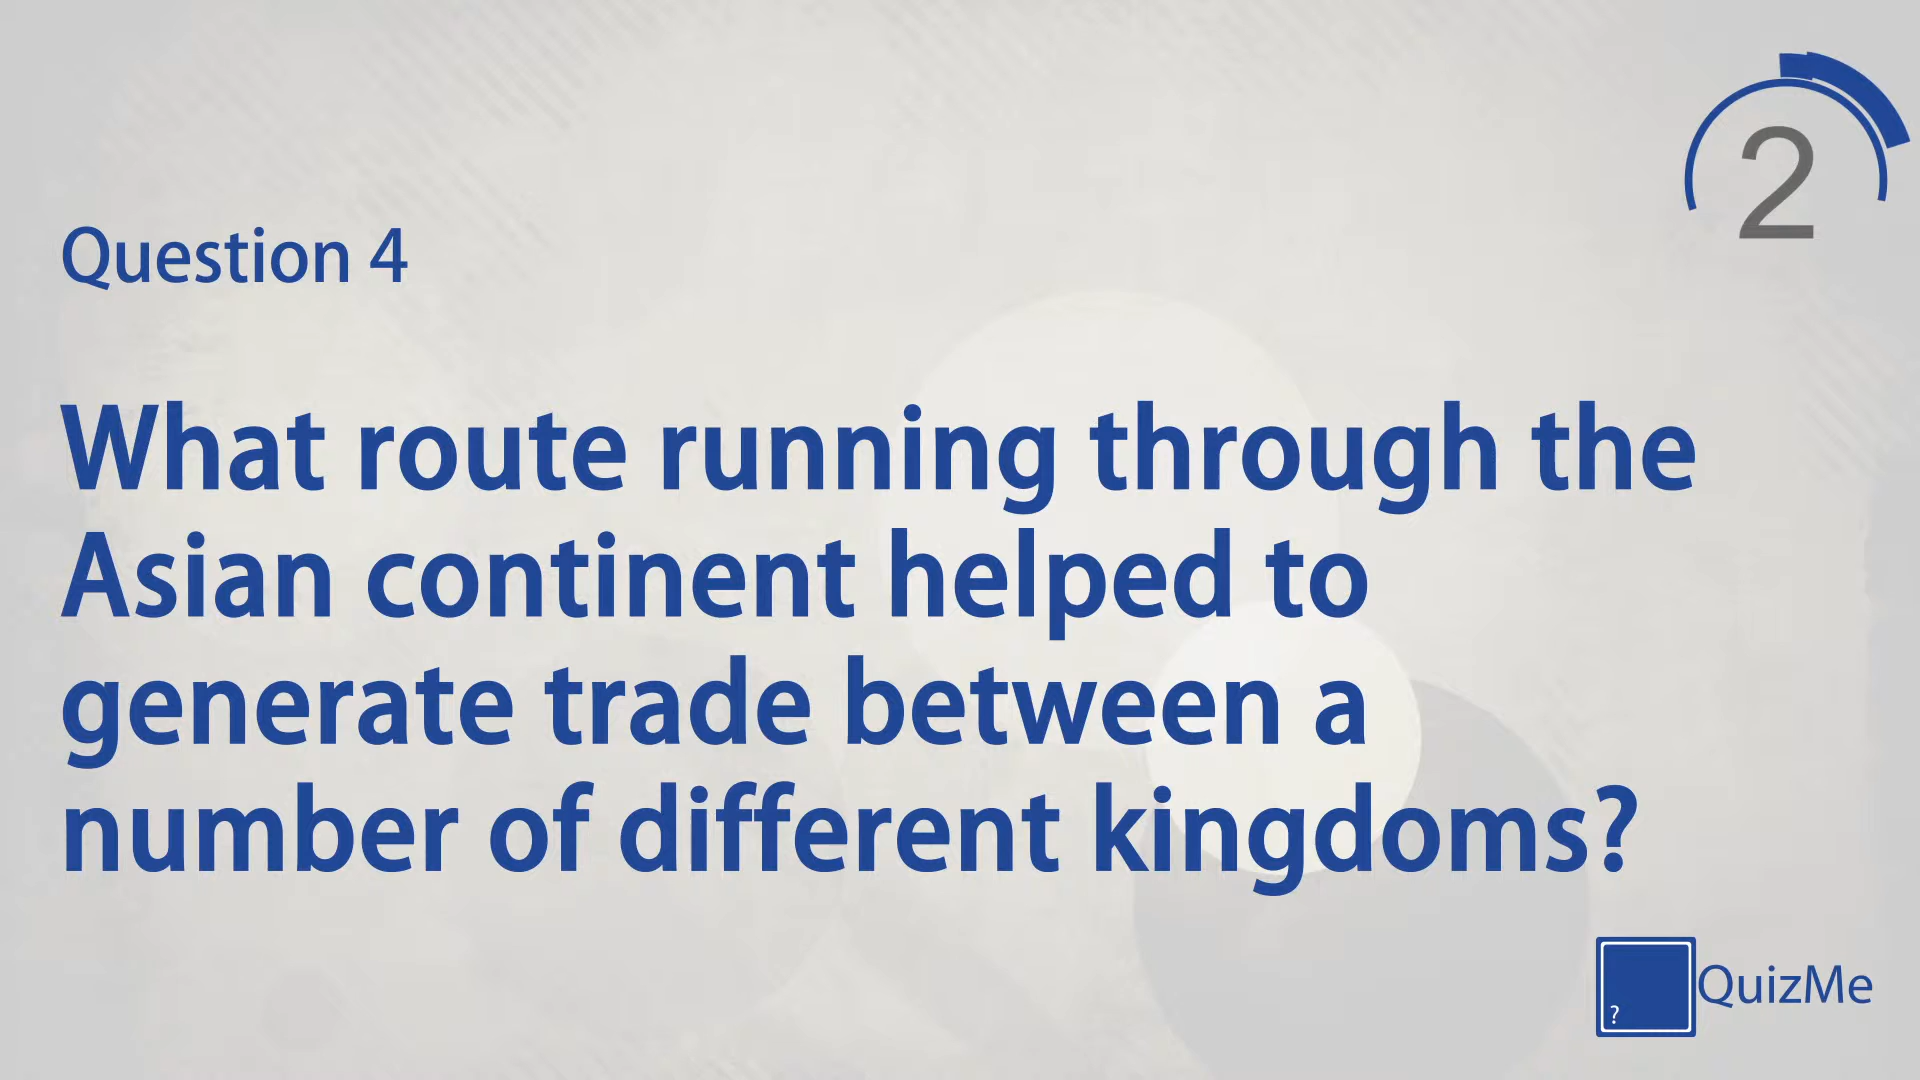 2
Question 4
What route running through the
Asian continent helped to
generate trade between a
number of different kingdoms?
?
QuizMe